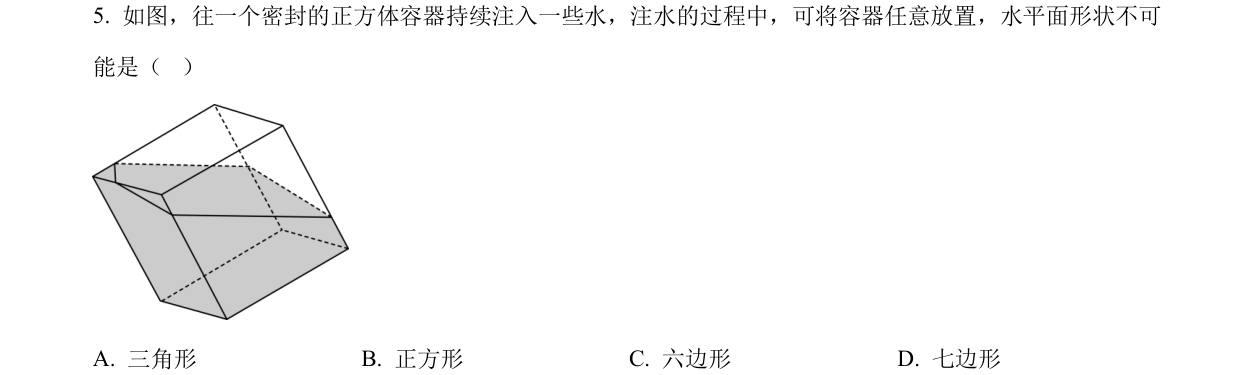 5. 如图，往一个密封的正方体容器持续注入一些水，注水的过程中，可将容器任意放置，水平面形状不可
能是（ ）
A. 三角形 B. 正方形 C. 六边形 D. 七边形